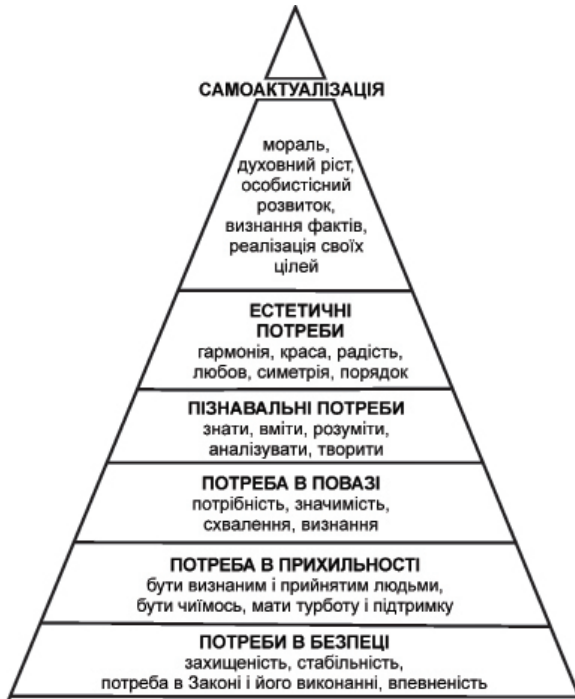 САМОАКТУАЛІЗАЦІЯ
мораль,
духовний ріст,
особистісний
розвиток,
визнання фактів,
реалізація своїх
цілей
ЕСТЕТИЧНІ
ПОТРЕБИ
гармонія, краса, радість,
любов, симетрія, порядок
ПІЗНАВАЛЬНІ ПОТРЕБИ
знати, вміти, розуміти,
аналізувати, творити
ПОТРЕБА В ПОВАЗІ
потрібність, значимість,
схвалення, визнання
ПОТРЕБА В ПРИХИЛЬНОСТІ
бути визнаним і прийнятим людьми,
бути чиїмось, мати турботу і підтримку
ПОТРЕБИ В БЕЗПЕЦІ
захищеність, стабільність,
потреба в Законі і його виконанні, впевненість